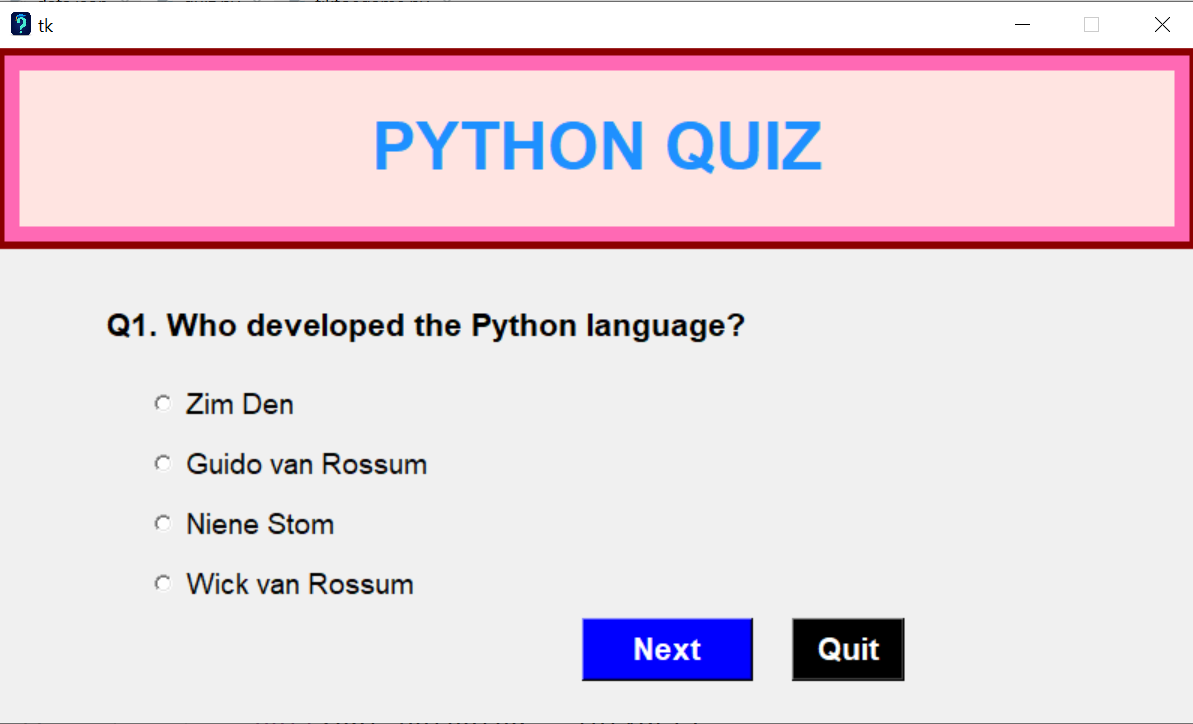 tk
PYTHON QUIZ
Q1. Who developed the Python language?
Zim Den
Guido van Rossum
Niene Stom
Wick van Rossum
Next
Quit